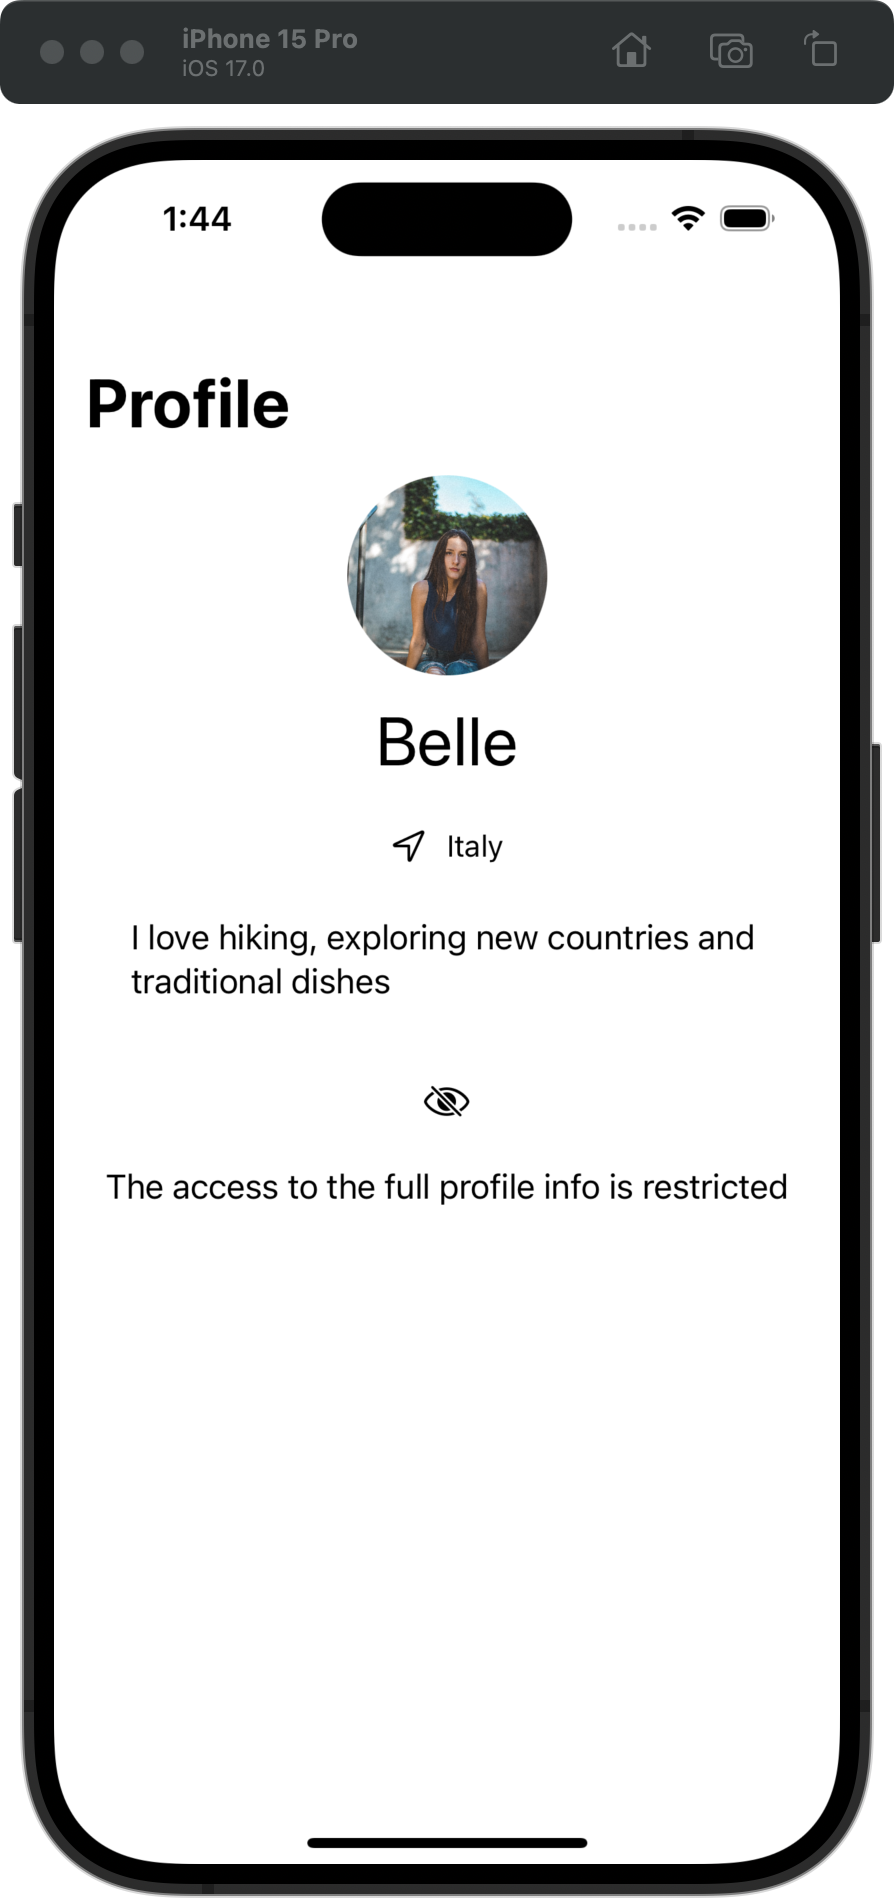 iPhone 15 Pro
iOS 17.0
1:44
Profile
Belle
Italy
I love hiking, exploring new countries and
traditional dishes
The access to the full profile info is restricted